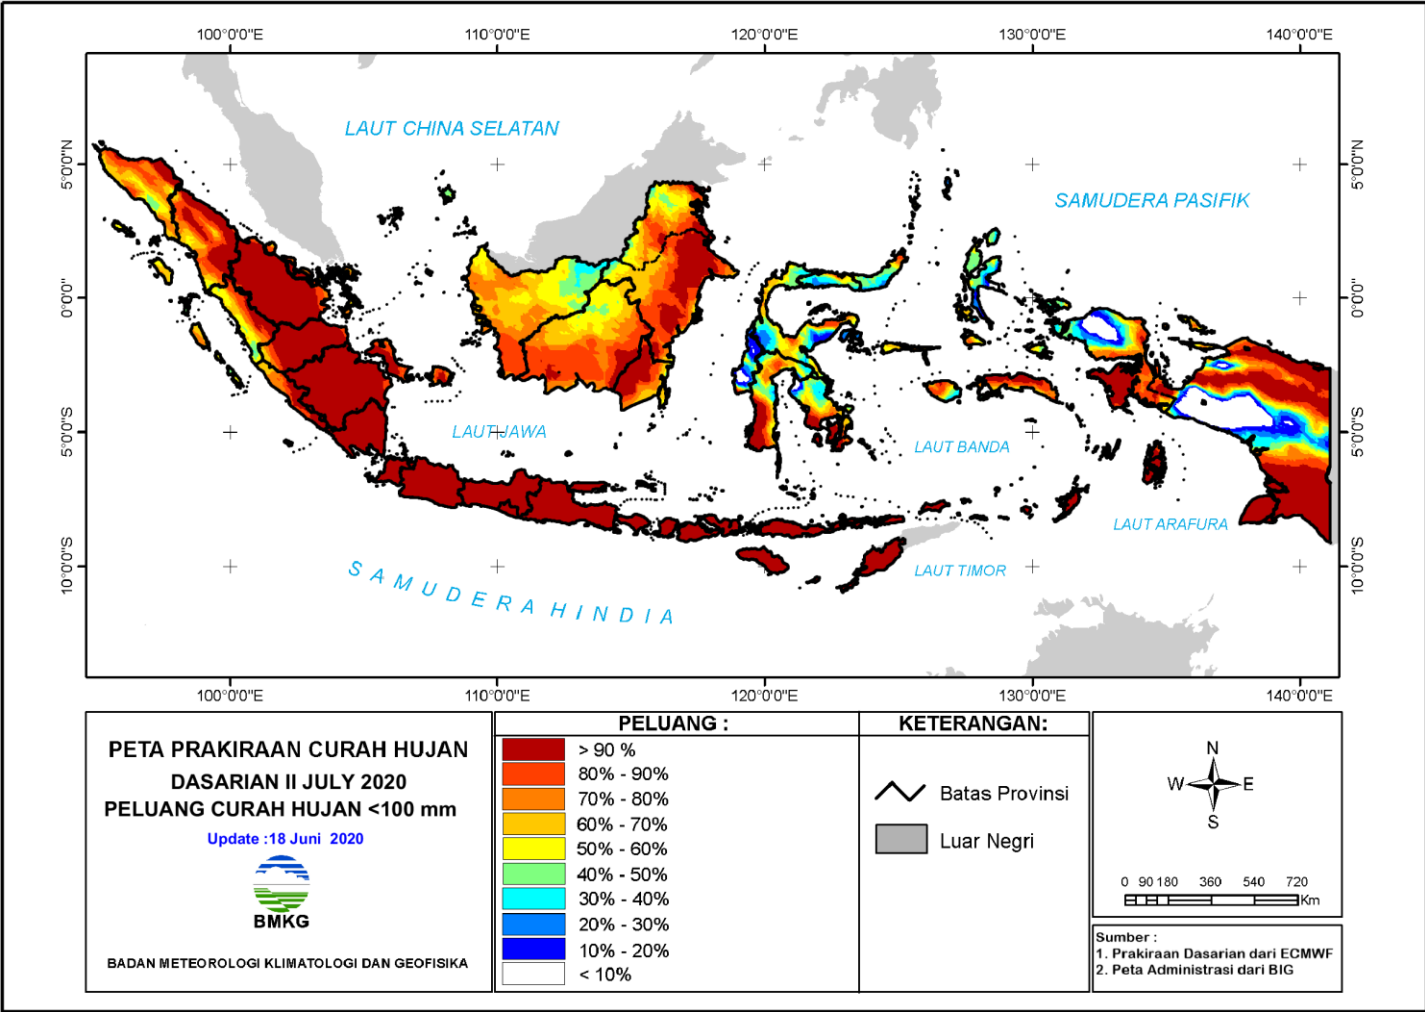 100°0'0"E 110°0'0"E 120°0'0"E 130°0'0"E 140°0'0"E
5°0'0"N
0°0'0"
5°0'0"S
10°0'0"S
LAUT CHINA SELATAN
SAMUDERA PASIFIK
LAUT JAWA
LAUT BANDA
LAUT ARAFURA
LAUT TIMOR
SAMUDERA HINDIA
5°0'0"N
0°0'0"
5°0'0"S
10°0'0"S
100°0'0"E 110°0'0"E 120°0'0"E 130°0'0"E 140°0'0"E
PETA PRAKIRAAN CURAH HUJAN
DASARIAN II JULY 2020
PELUANG CURAH HUJAN <100 mm
Update :18 Juni 2020
BMKG
BADAN METEOROLOGI KLIMATOLOGI DAN GEOFISIKA
PELUANG :
> 90 %
80% - 90%
70% - 80%
60% - 70%
50% - 60%
40% - 50%
30% - 40%
20% - 30%
10% - 20%
< 10%
KETERANGAN:
Batas Provinsi
Luar Negri
N
W E
S
0 90 180 360 540 720
Km
Sumber :
1. Prakiraan Dasarian dari ECMWF
2. Peta Administrasi dari BIG